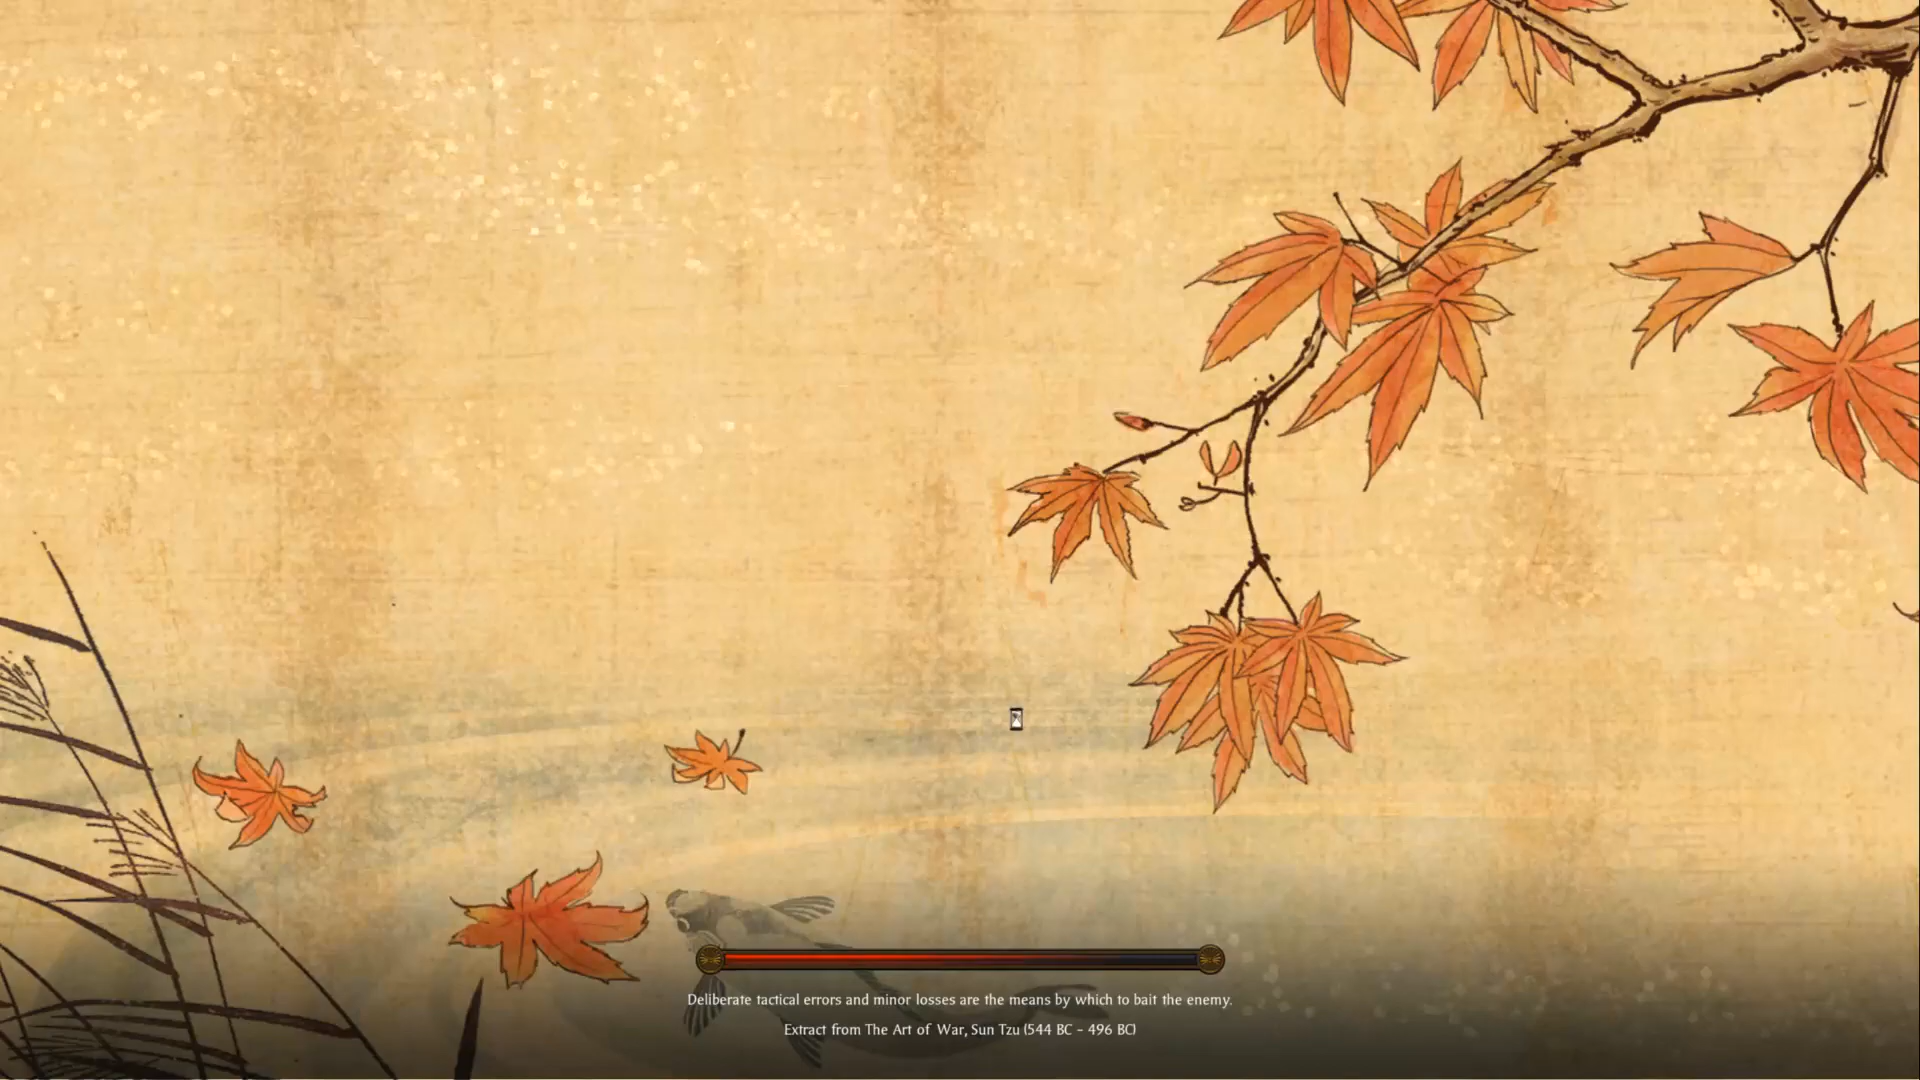 Deliberate tactical errors and minor losses are the means by which to bait the enemy.
Extract from The Art of War, Sun Tzu (544 BC - 496 BC)